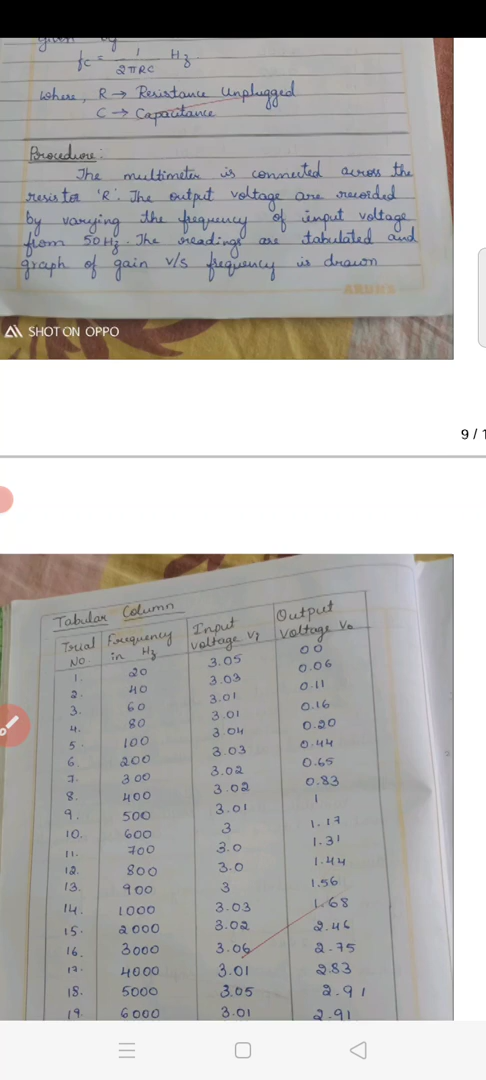 given by
fc = 1/2πRC Hz
where, R → Resistance Unplugged
C → Capacitance
Procedure:
The multimeter is connected across the
resistor 'R'. The output voltage are recorded
by varying the frequency of input voltage
from 50Hz. The readings are tabulated and
graph of gain v/s frequency is drawn
SHOT ON OPPO
9 / 1
Tabular Column
Trial No. Frequency in Hz Input voltage Vi Output voltage Vo
1. 20 3.05 00
2. 40 3.03 0.06
3. 60 3.01 0.11
4. 80 3.01 0.16
5. 100 3.04 0.20
6. 200 3.03 0.44
7. 300 3.02 0.65
8. 400 3.02 0.83
9. 500 3.01 1
10. 600 3 1.17
11. 700 3.0 1.31
12. 800 3.0 1.44
13. 900 3 1.56
14. 1000 3.03 1.68
15. 2000 3.02 2.46
16. 3000 3.06 2.75
17. 4000 3.01 2.83
18. 5000 3.05 2.91
19. 6000 3.01 2.91